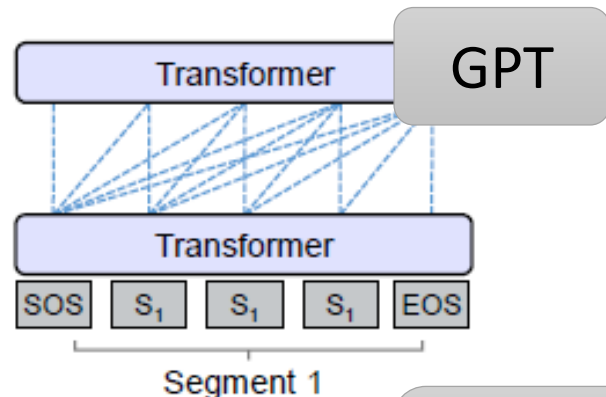 Transformer
GPT
Transformer
SOS S₁ S₁ S₁ EOS
Segment 1